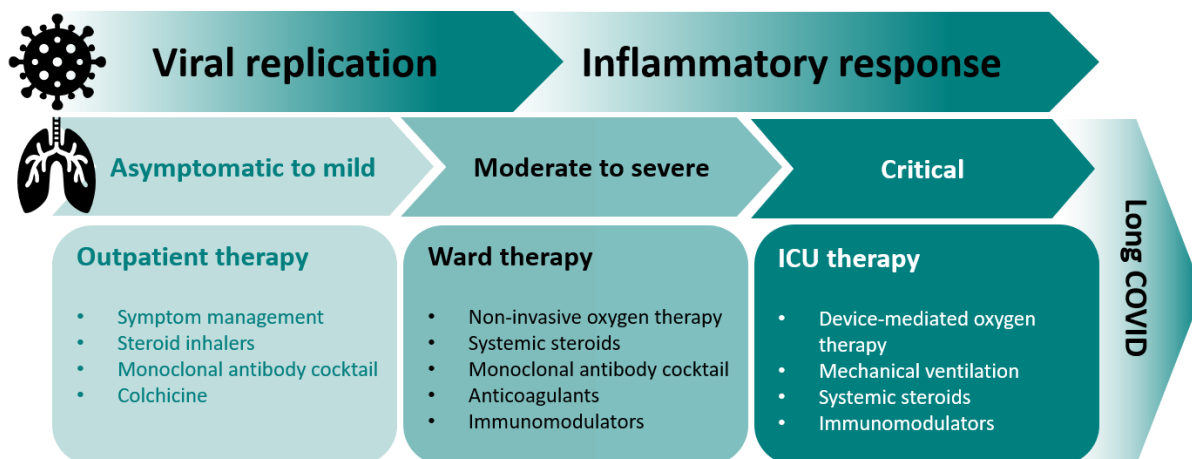 Viral replication
Inflammatory response
Asymptomatic to mild
Moderate to severe
Critical
Long COVID
Outpatient therapy
• Symptom management
• Steroid inhalers
• Monoclonal antibody cocktail
• Colchicine
Ward therapy
• Non-invasive oxygen therapy
• Systemic steroids
• Monoclonal antibody cocktail
• Anticoagulants
• Immunomodulators
ICU therapy
• Device-mediated oxygen
therapy
• Mechanical ventilation
• Systemic steroids
• Immunomodulators